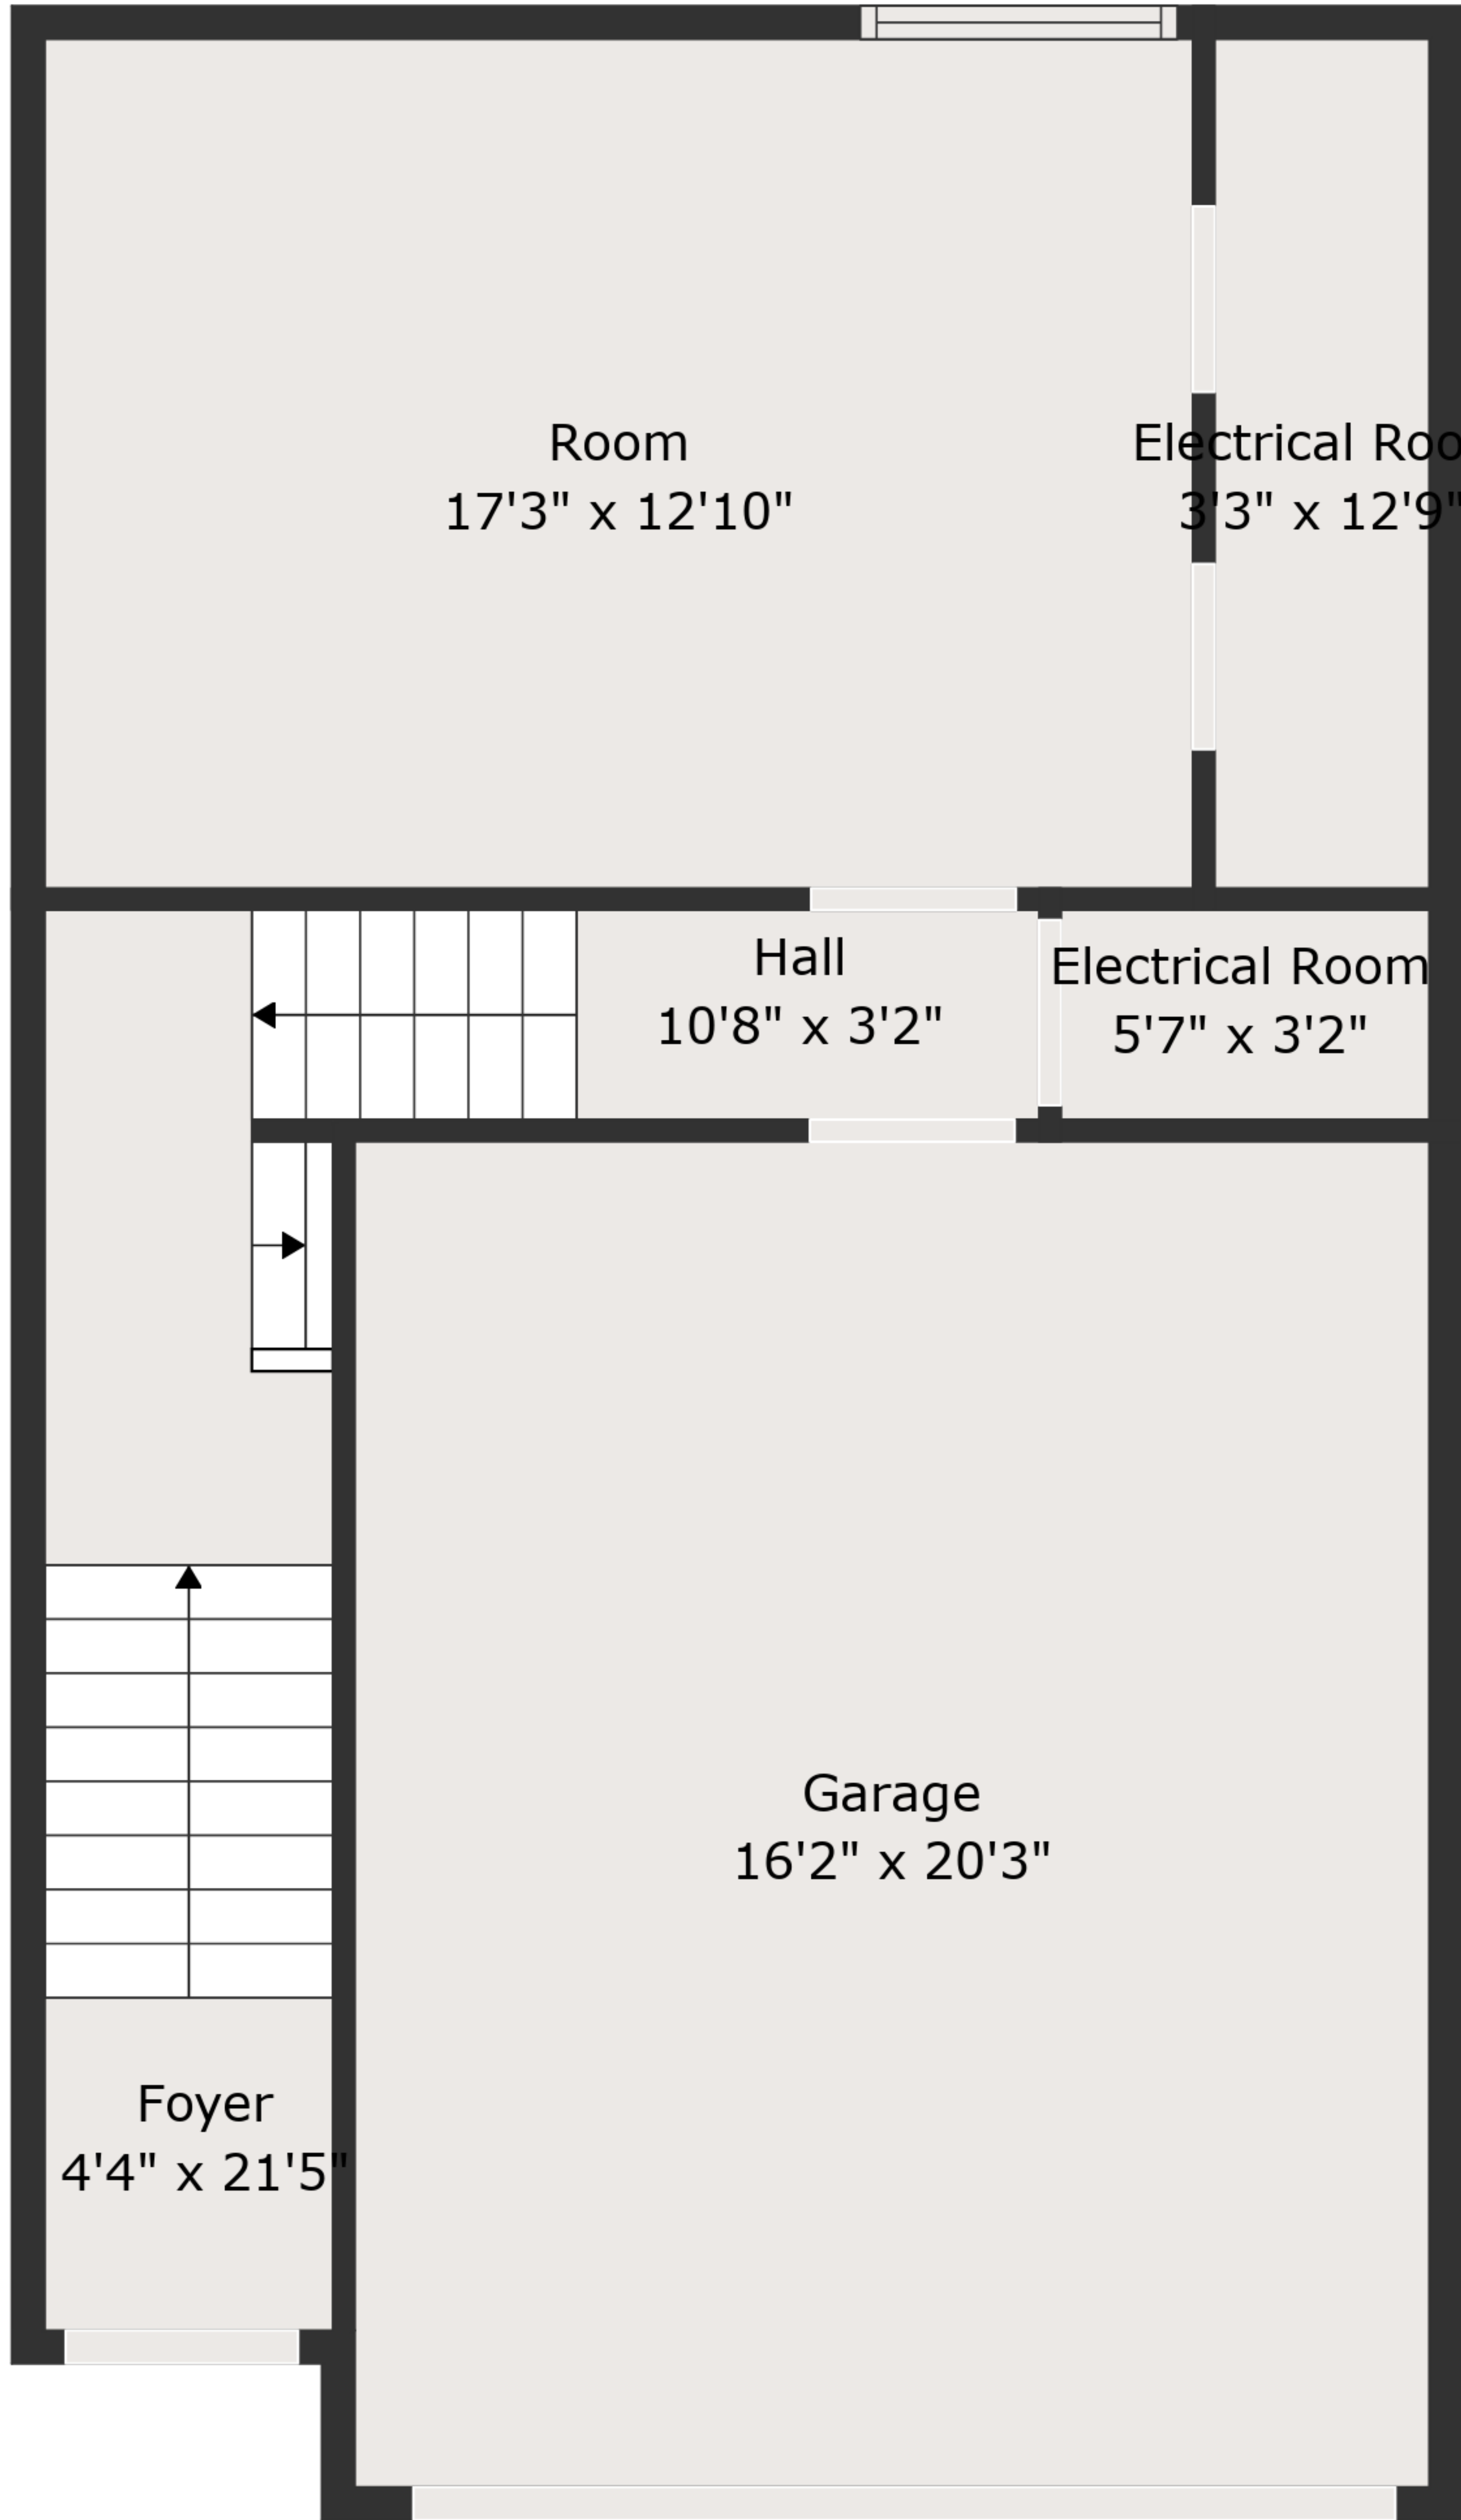 Room
17'3" x 12'10"
Electrical Roo
3'3" x 12'9"
Hall
10'8" x 3'2"
Electrical Room
5'7" x 3'2"
Garage
16'2" x 20'3"
Foyer
4'4" x 21'5"